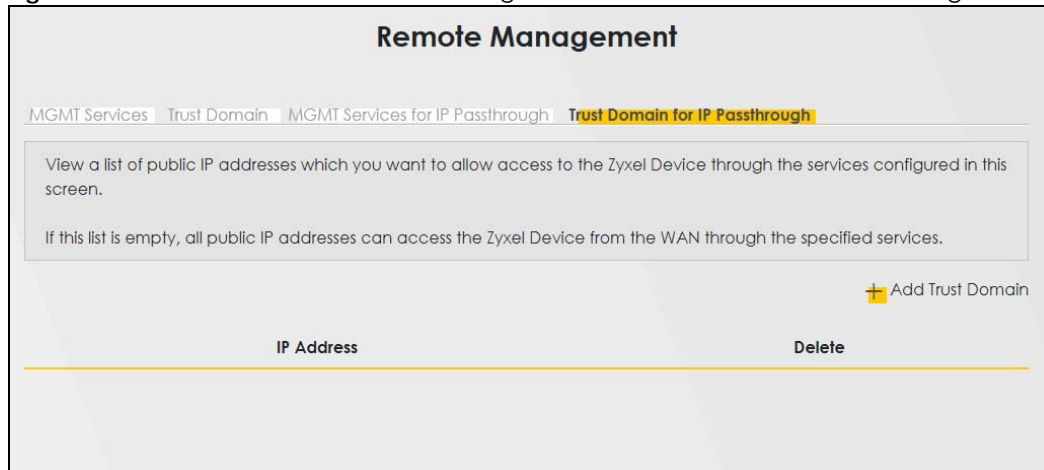 Remote Management
MGMT Services Trust Domain MGMT Services for IP Passthrough Trust Domain for IP Passthrough
View a list of public IP addresses which you want to allow access to the Zyxel Device through the services configured in this
screen.
If this list is empty, all public IP addresses can access the Zyxel Device from the WAN through the specified services.
+ Add Trust Domain
IP Address Delete